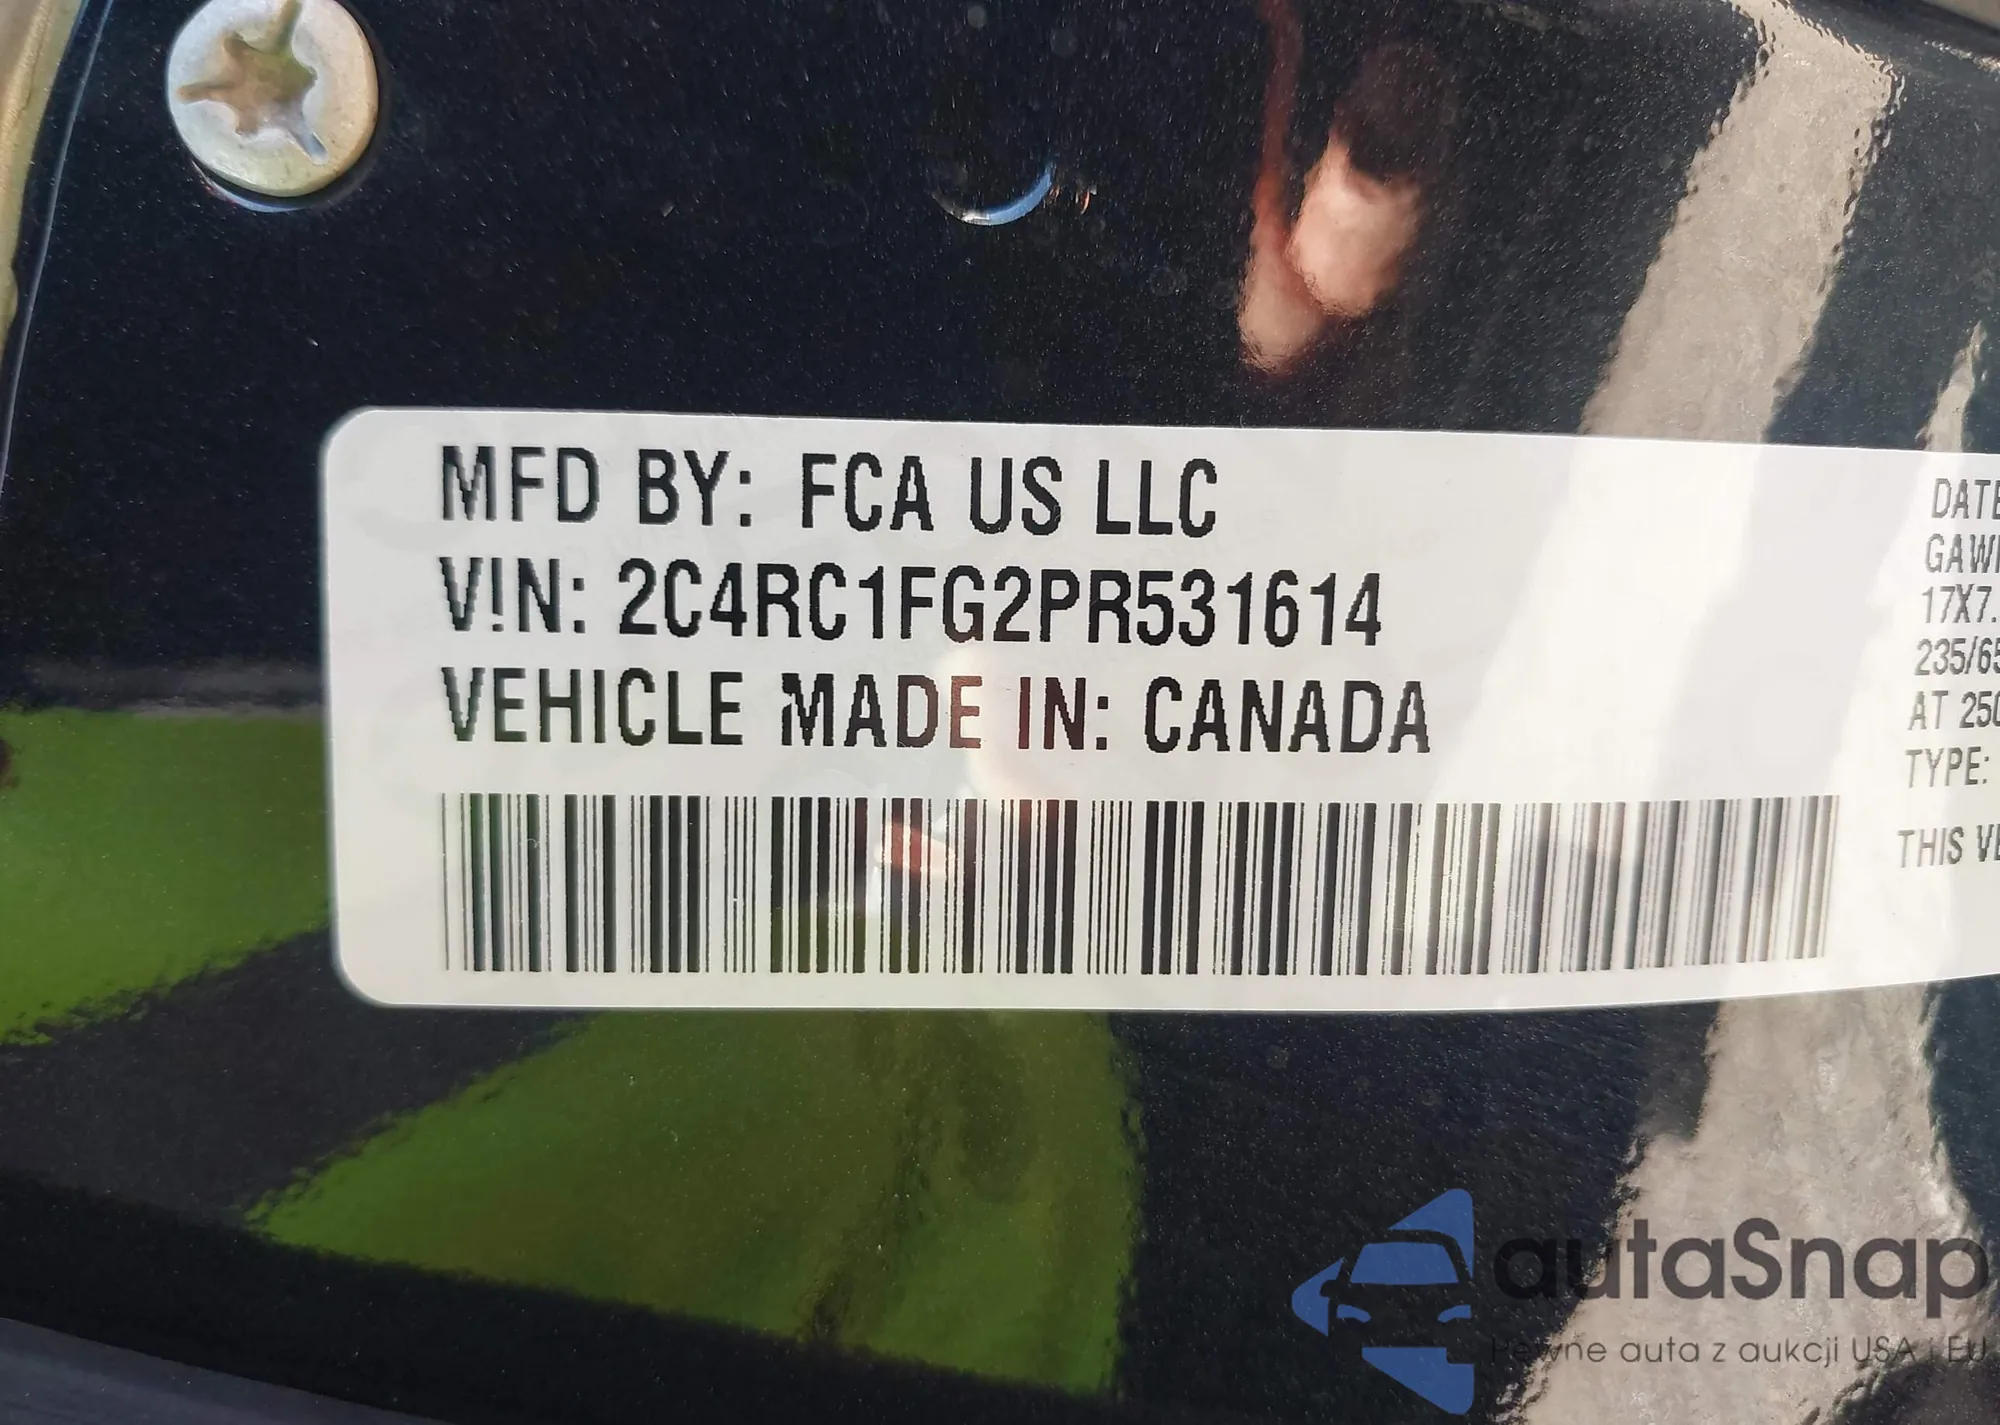 MFD BY: FCA US LLC
VIN: 2C4RC1FG2PR531614
VEHICLE MADE IN: CANADA
DATE
17X7.
235/65
AT 250
TYPE:
THIS
autaSnap
Pewne auta z aukcji USA i EU